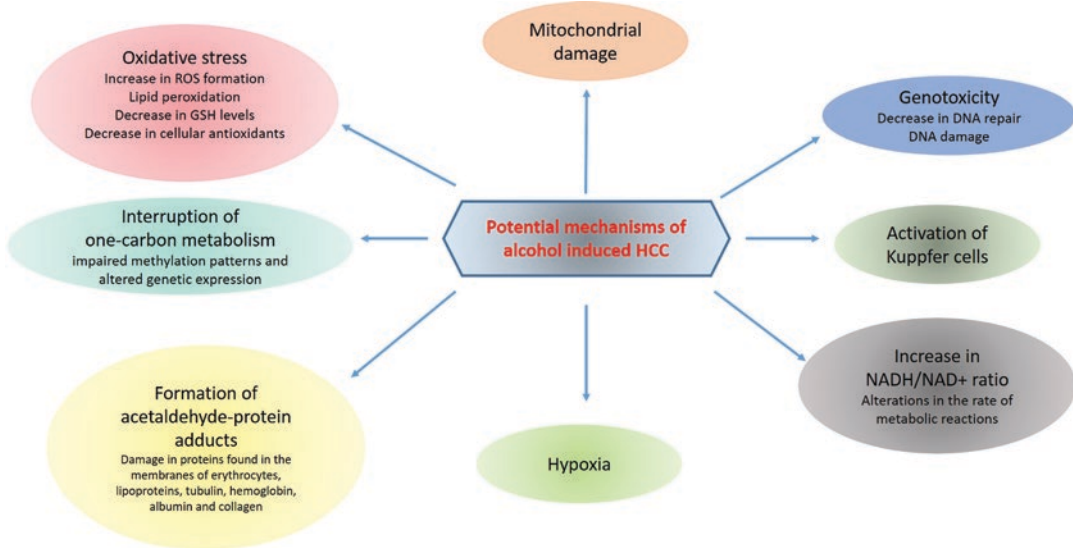 Mitochondrial
damage
Oxidative stress
Increase in ROS formation
Lipid peroxidation
Decrease in GSH levels
Decrease in cellular antioxidants
Genotoxicity
Decrease in DNA repair
DNA damage
Interruption of
one-carbon metabolism
impaired methylation patterns and
altered genetic expression
Potential mechanisms of
alcohol induced HCC
Activation of
Kuppfer cells
Formation of
acetaldehyde-protein
adducts
Damage in proteins found in the
membranes of erythrocytes,
lipoproteins, tubulin, hemoglobin,
albumin and collagen
Hypoxia
Increase in
NADH/NAD+ ratio
Alterations in the rate of
metabolic reactions